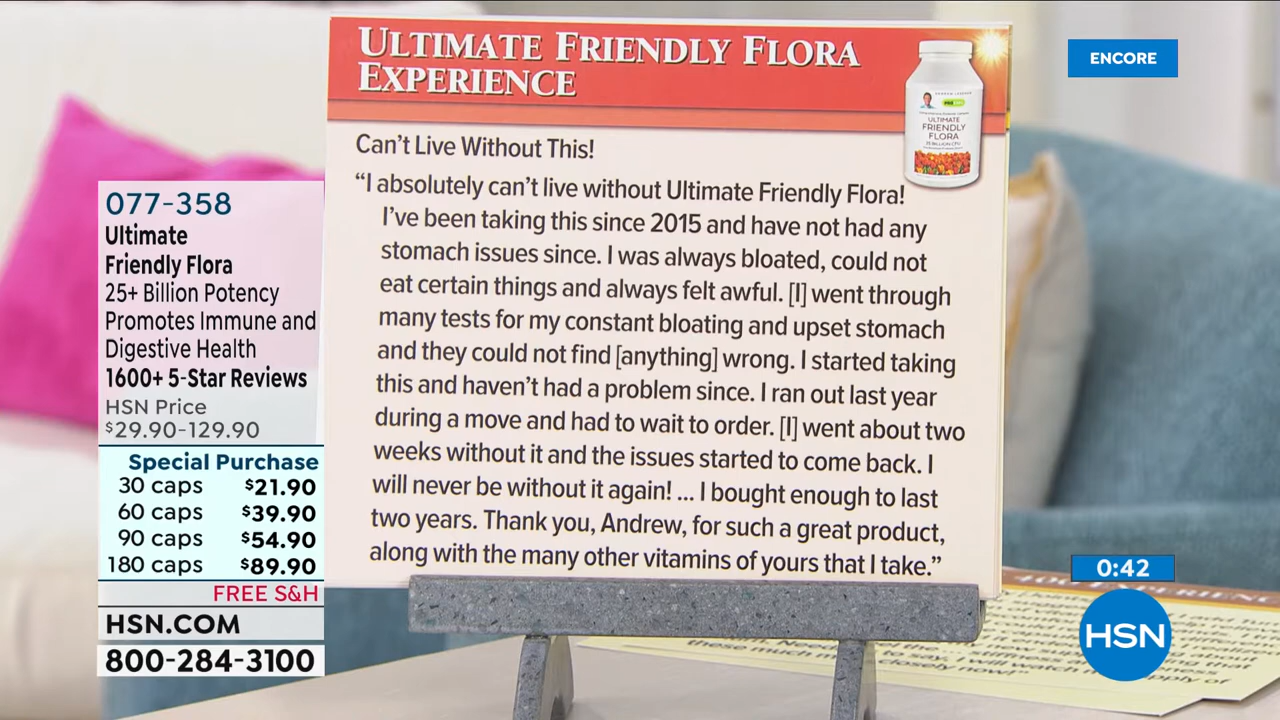 ULTIMATE FRIENDLY FLORA
EXPERIENCE
Can't Live Without This!
"I absolutely can't live without Ultimate Friendly Flora!
I've been taking this since 2015 and have not had any
stomach issues since. I was always bloated, could not
eat certain things and always felt awful. [I] went through
many tests for my constant bloating and upset stomach
and they could not find [anything] wrong. I started taking
this and haven't had a problem since. I ran out last year
during a move and had to wait to order. [I] went about two
weeks without it and the issues started to come back. I
will never be without it again! ... I bought enough to last
two years. Thank you, Andrew, for such a great product,
along with the many other vitamins of yours that I take."
ULTIMATE
FRIENDLY
FLORA
25 BILLION CFU
ENCORE
077-358
Ultimate
Friendly Flora
25+ Billion Potency
Promotes Immune and
Digestive Health
1600+ 5-Star Reviews
HSN Price
$29.90-129.90
Special Purchase
30 caps $21.90
60 caps $39.90
90 caps $54.90
180 caps $89.90
FREE S&H
HSN.COM
800-284-3100
0:42
HSN